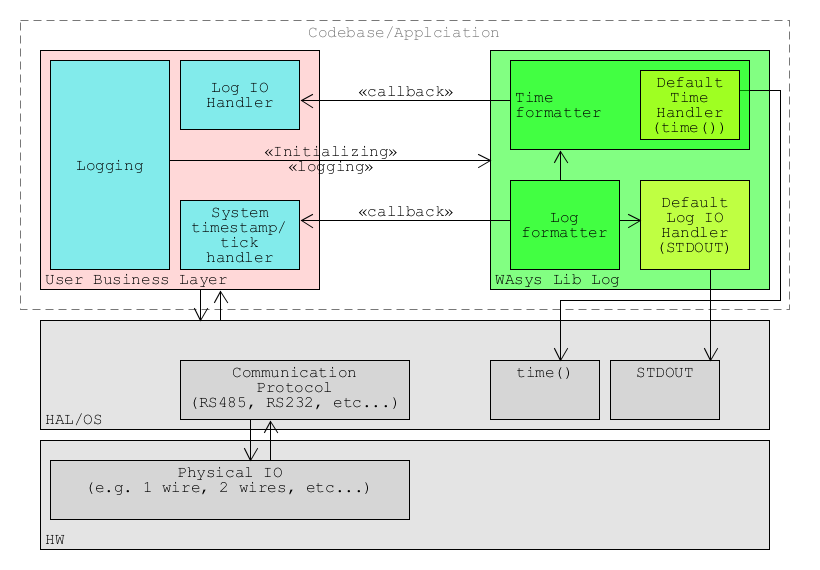 Codebase/Applciation
Log IO
Handler
«callback»
Time
formatter
Default
Time
Handler
(time())
Logging
«Initializing»
«logging»
System
timestamp/
tick
handler
«callback»
Log
formatter
Default
Log IO
Handler
(STDOUT)
User Business Layer
WAsys Lib Log
Communication
Protocol
(RS485, RS232, etc...)
time()
STDOUT
HAL/OS
Physical IO
(e.g. 1 wire, 2 wires, etc...)
HW